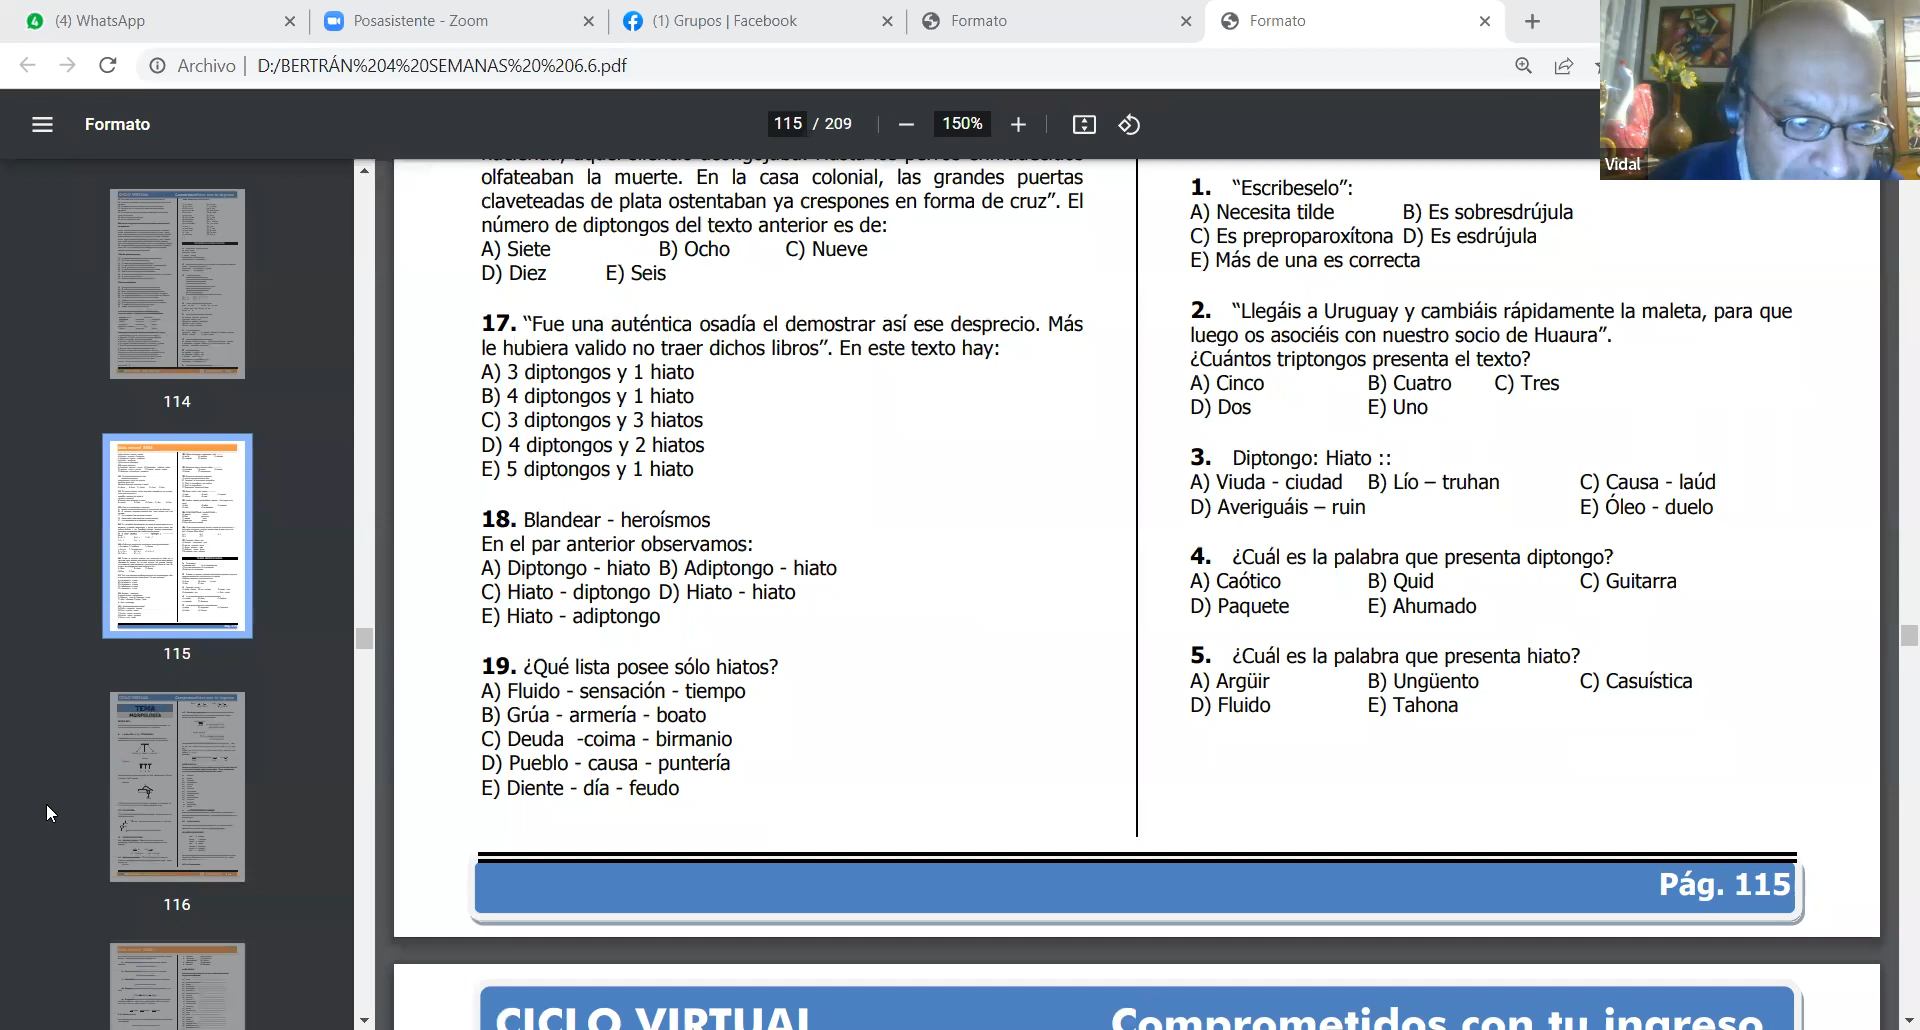 (4) WhatsApp
Posasistente - Zoom
(1) Grupos | Facebook
Formato
Formato
Archivo
D:/BERTRÁN%204%20SEMANAS%20%206.6.pdf
Formato
115 / 209
150%
Vidal
114
115
116
olfateaban la muerte. En la casa colonial, las grandes puertas
claveteadas de plata ostentaban ya crespones en forma de cruz”. El
número de diptongos del texto anterior es de:
A) Siete B) Ocho C) Nueve
D) Diez E) Seis
17. “Fue una auténtica osadía el demostrar así ese desprecio. Más
le hubiera valido no traer dichos libros”. En este texto hay:
A) 3 diptongos y 1 hiato
B) 4 diptongos y 1 hiato
C) 3 diptongos y 3 hiatos
D) 4 diptongos y 2 hiatos
E) 5 diptongos y 1 hiato
18. Blandear - heroísmos
En el par anterior observamos:
A) Diptongo - hiato B) Adiptongo - hiato
C) Hiato - diptongo D) Hiato - hiato
E) Hiato - adiptongo
19. ¿Qué lista posee sólo hiatos?
A) Fluido - sensación - tiempo
B) Grúa - armería - boato
C) Deuda -coima - birmanio
D) Pueblo - causa - puntería
E) Diente - día - feudo
1. “Escribeselo”:
A) Necesita tilde B) Es sobresdrújula
C) Es preproparoxítona D) Es esdrújula
E) Más de una es correcta
2. “Llegáis a Uruguay y cambiáis rápidamente la maleta, para que
luego os asociéis con nuestro socio de Huaura”.
¿Cuántos triptongos presenta el texto?
A) Cinco B) Cuatro C) Tres
D) Dos E) Uno
3. Diptongo: Hiato ::
A) Viuda - ciudad B) Lío – truhan C) Causa - laúd
D) Averiguáis – ruin E) Óleo - duelo
4. ¿Cuál es la palabra que presenta diptongo?
A) Caótico B) Quid C) Guitarra
D) Paquete E) Ahumado
5. ¿Cuál es la palabra que presenta hiato?
A) Argüir B) Ungüento C) Casuística
D) Fluido E) Tahona
Pág. 115
CICLO VIRTUAL Comprometidos con tu ingreso